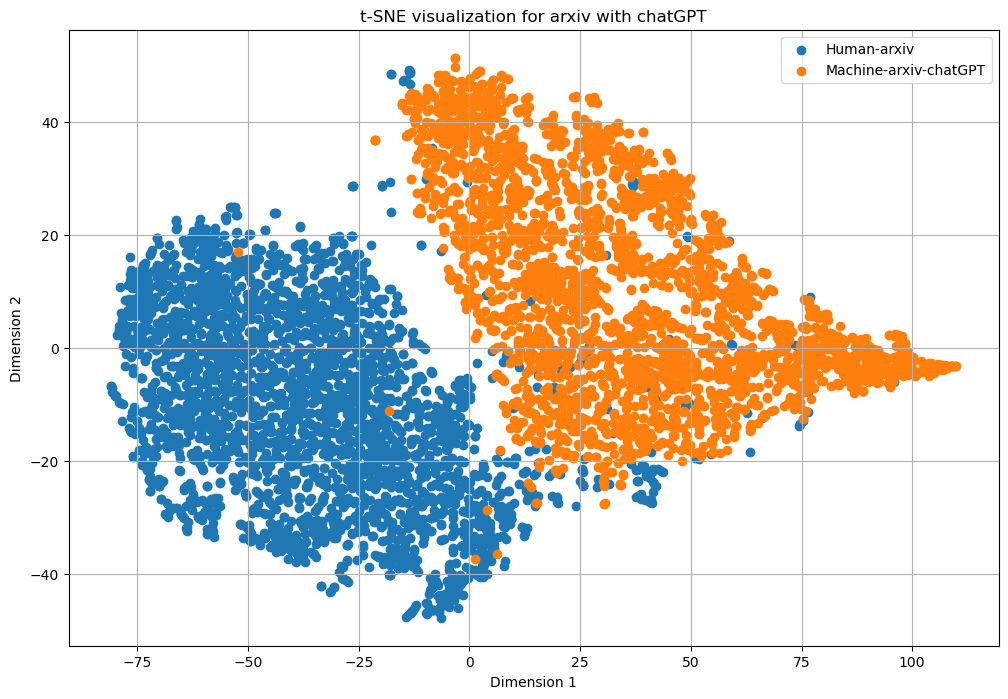 t-SNE visualization for arxiv with chatGPT
Human-arxiv
Machine-arxiv-chatGPT
40
20
0
−20
−40
Dimension 2
−75
−50
−25
0
25
50
75
100
Dimension 1